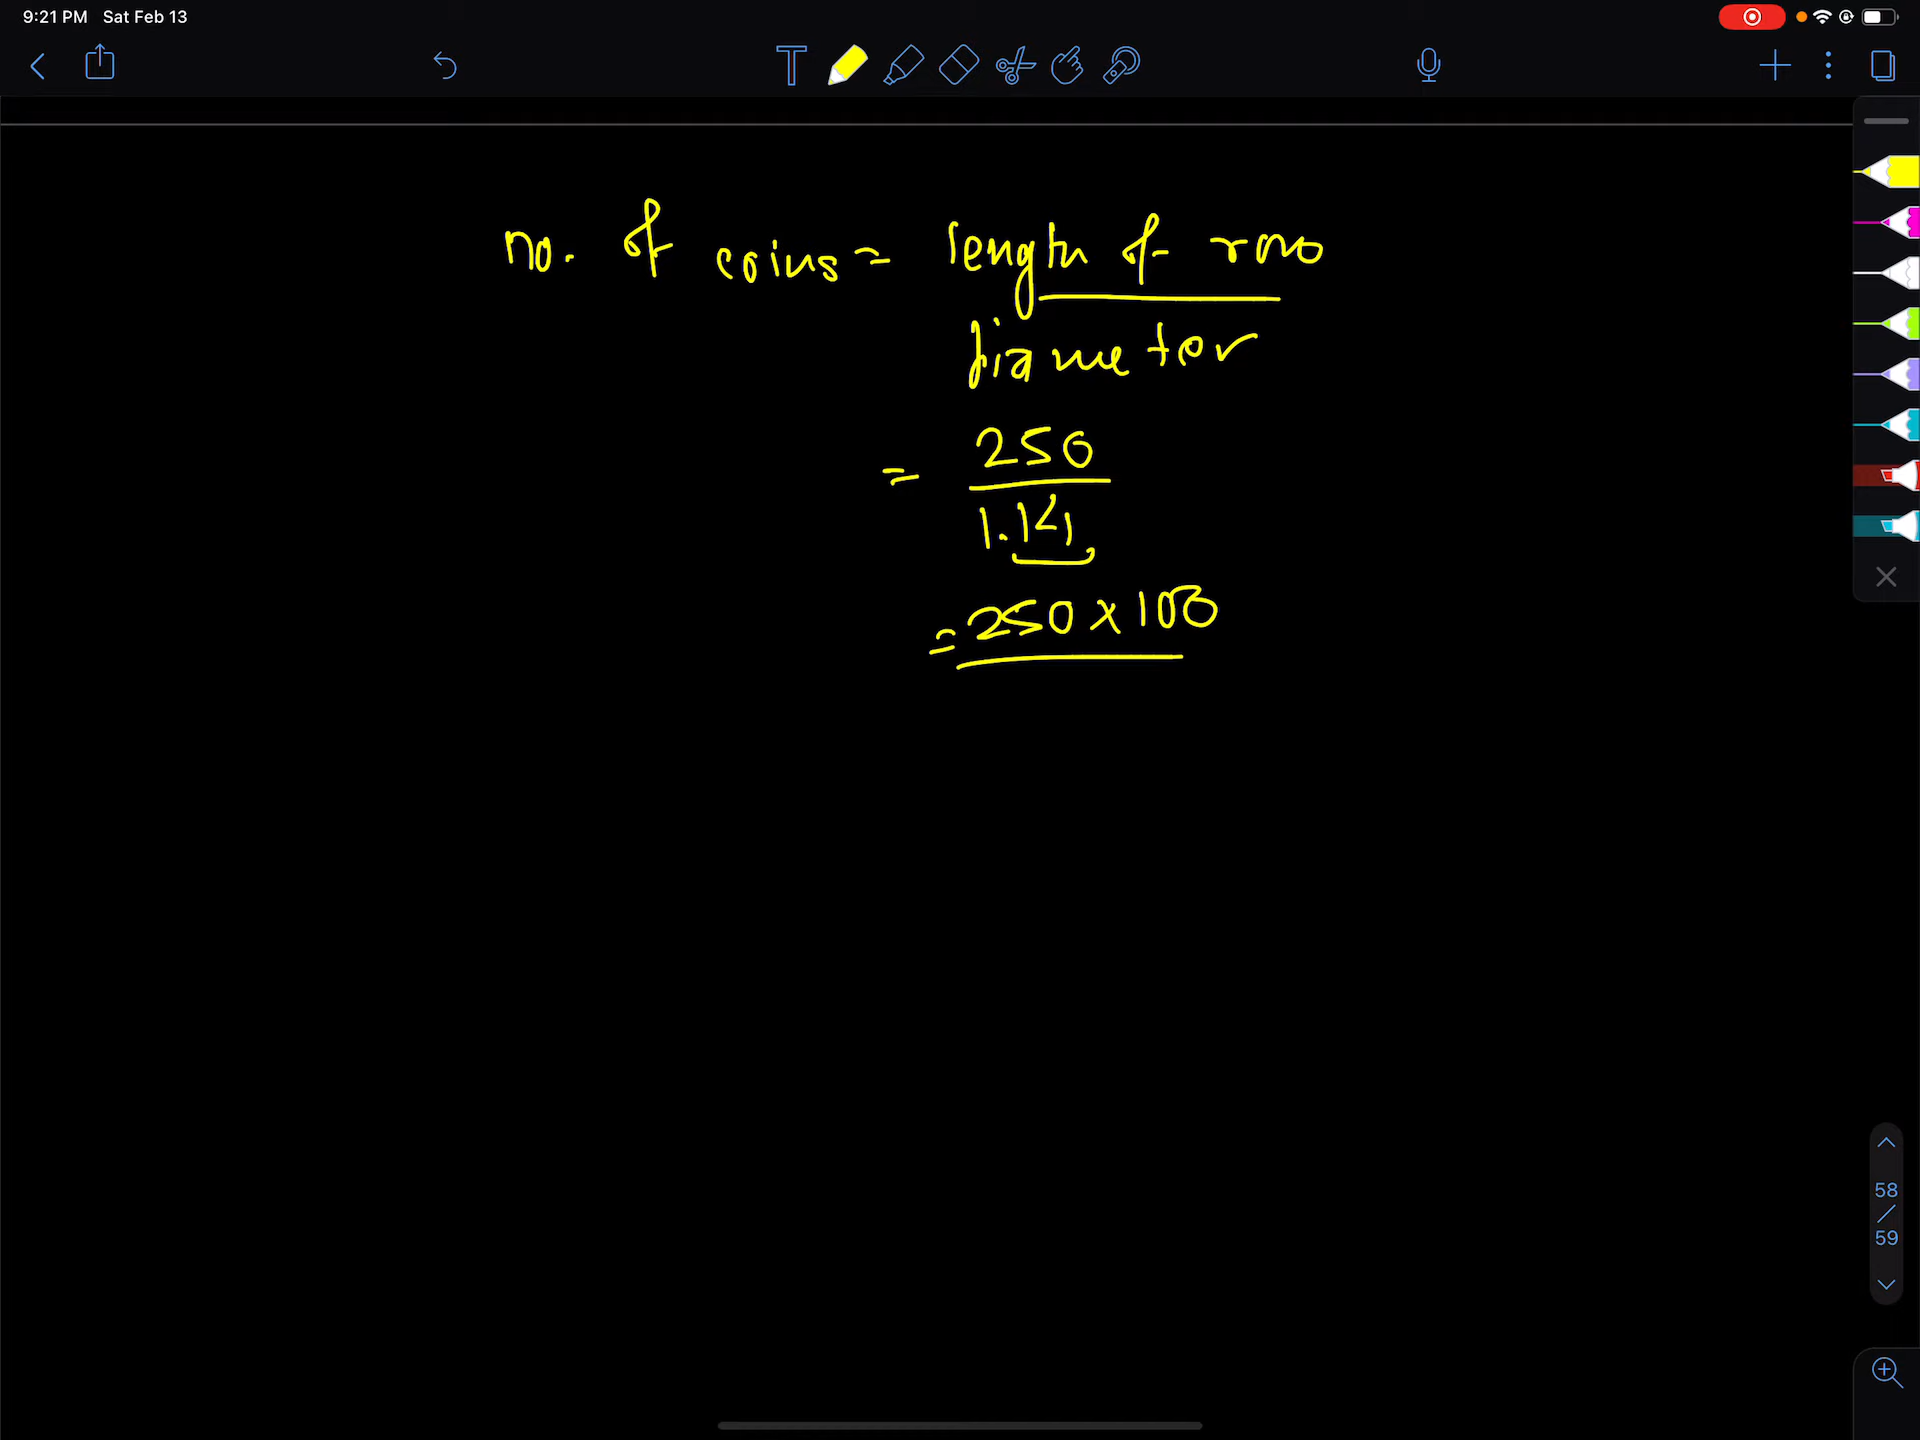 9:21 PM Sat Feb 13
no. of coins = length of row
diameter
= 250
1.14
= 250 × 100
58
/
59